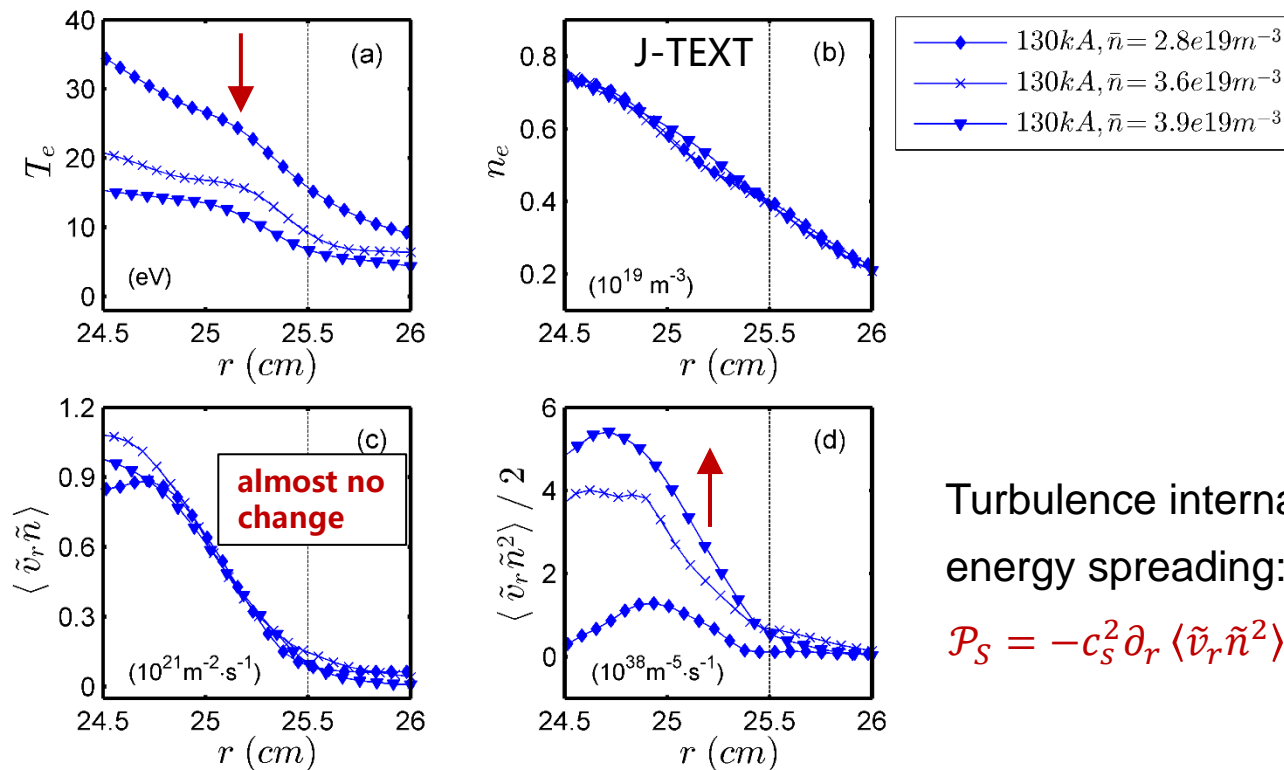 40
30
20
10
0
T_e
(a)
(eV)
24.5 25 25.5 26
r (cm)
J-TEXT
0.8
0.6
0.4
0.2
n_e
(b)
(10^19 m^-3)
24.5 25 25.5 26
r (cm)
130kA, n̄ = 2.8e19m^-3
130kA, n̄ = 3.6e19m^-3
130kA, n̄ = 3.9e19m^-3
1.2
0.9
0.6
0.3
0
⟨ṽ_r ñ⟩
(c)
almost no
change
(10^21 m^-2·s^-1)
24.5 25 25.5 26
r (cm)
6
4
2
0
⟨ṽ_r ñ^2⟩ / 2
(d)
(10^38 m^-5·s^-1)
24.5 25 25.5 26
r (cm)
Turbulence
energy spreading:
𝒫_S = −c_s^2 ∂_r ⟨ṽ_r ñ^2⟩